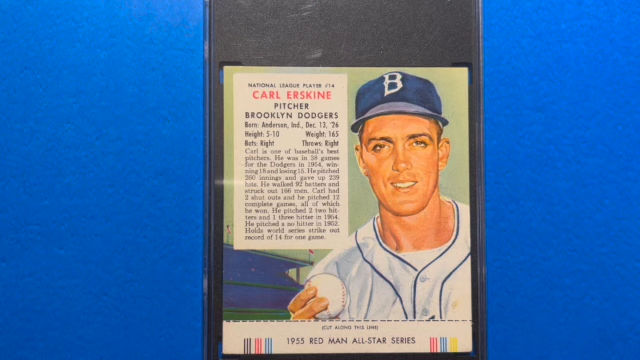 NATIONAL LEAGUE PLAYER #14
CARL ERSKINE
PITCHER
BROOKLYN DODGERS
Born: Anderson, Ind., Dec. 13, '26
Height: 5-10 Weight: 165
Bats: Right Throws: Right
Carl is one of baseball's best
pitchers. He was in 38 games
for the Dodgers in 1954, win-
ning 18 and losing 15. He pitched
260 innings and gave up 239
hits. He walked 92 batters and
struck out 166 men. Carl had
2 shut outs and he pitched 12
complete games, all of which
he won. He pitched 2 two hit-
ters and 1 three hitter in 1954.
He pitched a no hitter in 1952.
Holds world series strike out
record of 14 for one game.
B
B
(CUT ALONG THIS LINE)
1955 RED MAN ALL-STAR SERIES